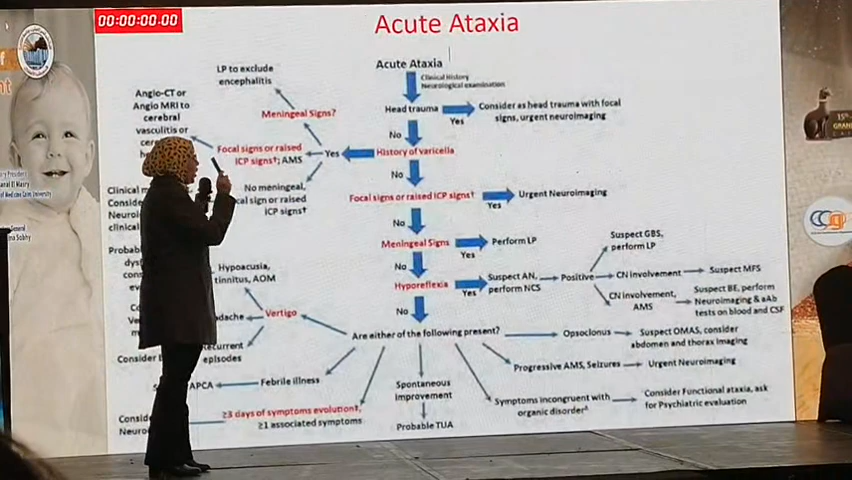 00:00:00.00
Acute Ataxia
Acute Ataxia
Clinical History
Neurological examination
Head trauma
Yes
Consider as head trauma with focal
signs, urgent neuroimaging
No
History of varicella
Yes
Meningeal Signs?
LP to exclude
encephalitis
Focal signs or raised
ICP signs†; AMS
Angio-CT or
Angio MRI to
cerebral
vasculitis or
No meningeal,
signs or raised
ICP signs†
No
Focal signs or raised ICP signs†
Yes
Urgent Neuroimaging
No
Meningeal Signs
Yes
Perform LP
No
Hyporeflexia
Yes
Suspect AN,
perform NCS
Positive
Suspect GBS,
perform LP
CN involvement
Suspect MFS
CN involvement,
AMS
Suspect BE, perform
Neuroimaging & aAb
tests on blood and CSF
No
Are either of the following present?
Opsoclonus
Suspect OMAS, consider
abdomen and thorax imaging
Progressive AMS, Seizures
Urgent Neuroimaging
Symptoms incongruent with
organic disorder
Consider Functional ataxia, ask
for Psychiatric evaluation
Spontaneous
improvement
Probable TUA
≥3 days of symptoms evolution‡,
≥1 associated symptoms
Febrile illness
APCA
Vertigo
Hypoacusia,
tinnitus, AOM
episodes
Clinical
Probab
Consider
15th
GRAN